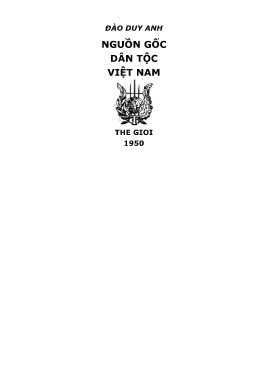 ĐÀO DUY ANH
NGUỒN GỐC
DÂN TỘC
VIỆT NAM
THE GIOI
1950